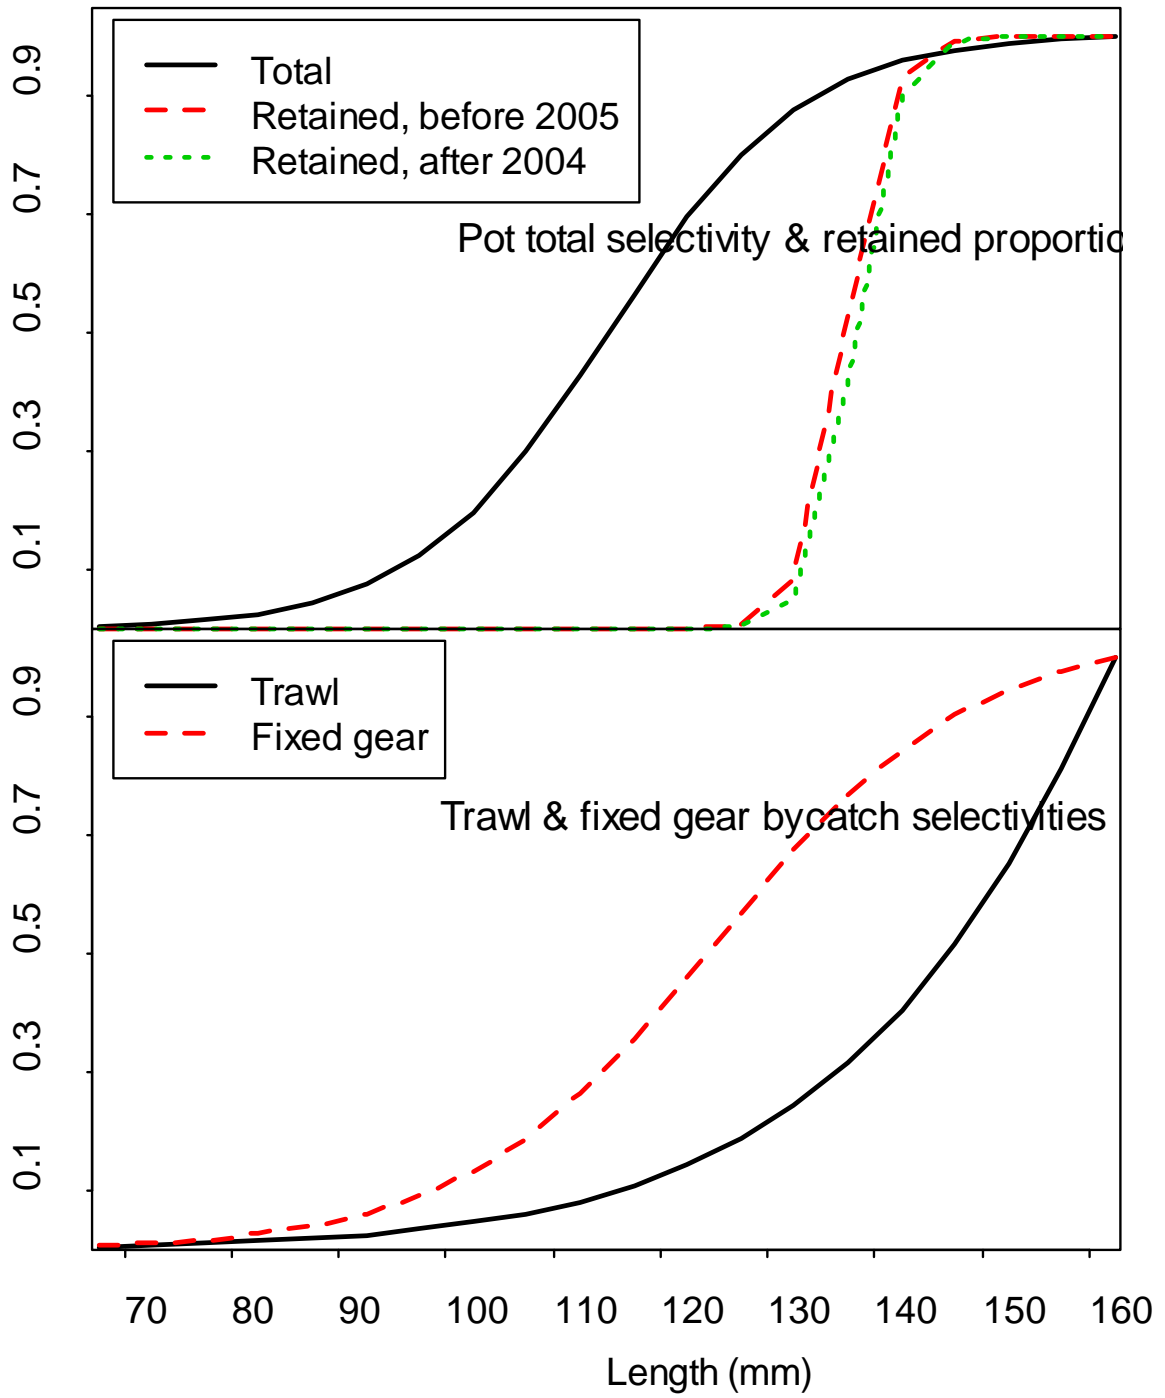 Total
Retained, before 2005
Retained, after 2004
Pot total selectivity & retained proportio
0.9
0.7
0.5
0.3
0.1
Trawl
Fixed gear
Trawl & fixed gear bycatch selectivities
0.9
0.7
0.5
0.3
0.1
70 80 90 100 110 120 130 140 150 160
Length (mm)